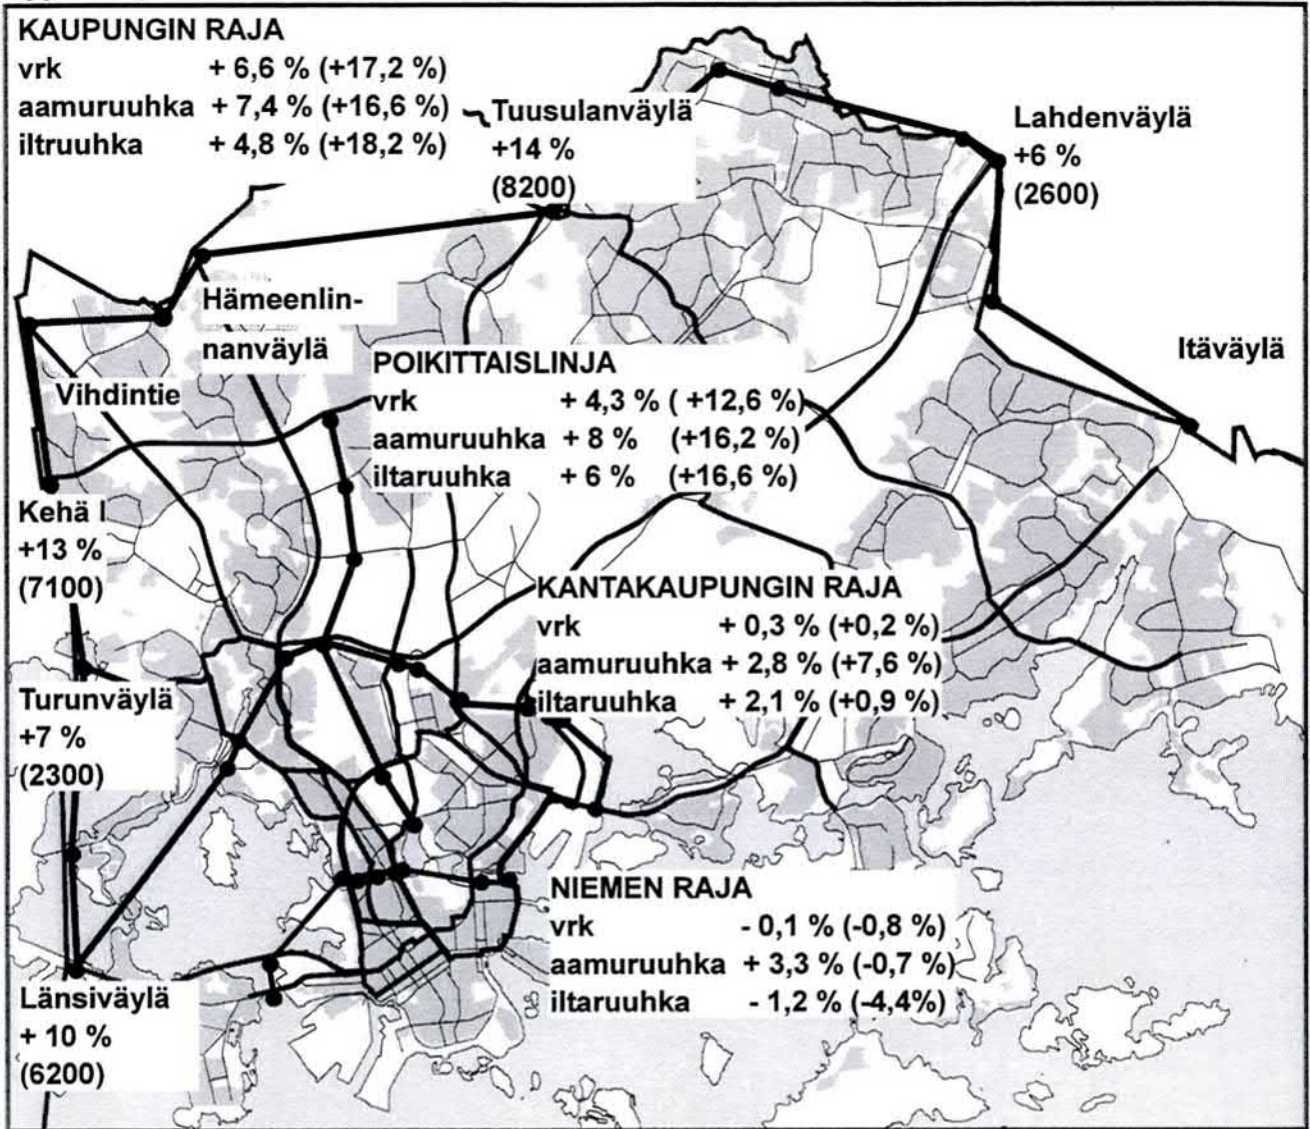 KAUPUNGIN RAJA
vrk + 6,6 % (+17,2 %)
aamuruuhka + 7,4 % (+16,6 %)
iltruuhka + 4,8 % (+18,2 %)
Tuusulanväylä
+14 %
(8200)
Lahdenväylä
+6 %
(2600)
Hämeenlin-
nanväylä
Itäväylä
Vihdintie
POIKITTAISLINJA
vrk + 4,3 % ( +12,6 %)
aamuruuhka + 8 % (+16,2 %)
iltaruuhka + 6 % (+16,6 %)
Kehä I
+13 %
(7100)
KANTAKAUPUNGIN RAJA
vrk + 0,3 % (+0,2 %)
aamuruuhka + 2,8 % (+7,6 %)
iltaruuhka + 2,1 % (+0,9 %)
Turunväylä
+7 %
(2300)
NIEMEN RAJA
vrk - 0,1 % (-0,8 %)
aamuruuhka + 3,3 % (-0,7 %)
iltaruuhka - 1,2 % (-4,4%)
Länsiväylä
+ 10 %
(6200)